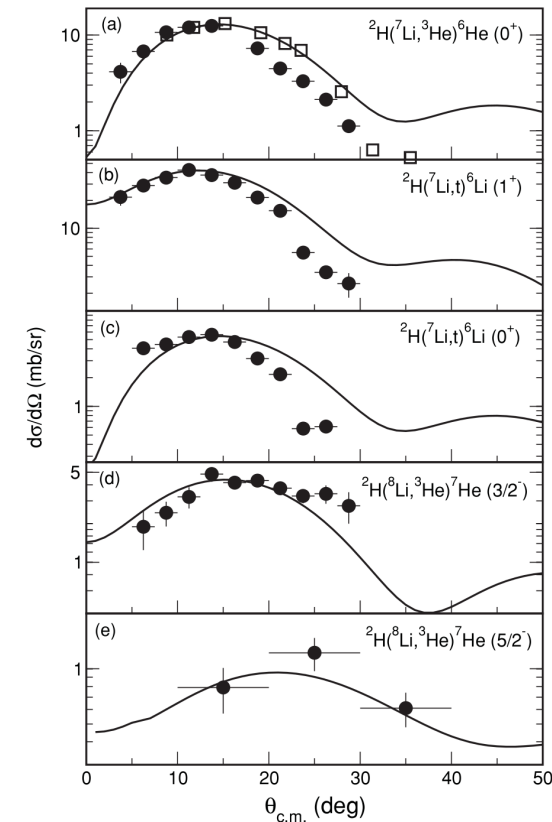 (a)
²H(⁷Li,³He)⁶He (0⁺)
10
1
(b)
²H(⁷Li,t)⁶Li (1⁺)
10
(c)
²H(⁷Li,t)⁶Li (0⁺)
1
dσ/dΩ (mb/sr)
(d)
²H(⁸Li,³He)⁷He (3/2⁻)
5
1
(e)
²H(⁸Li,³He)⁷He (5/2⁻)
1
0 10 20 30 40 50
θc.m. (deg)